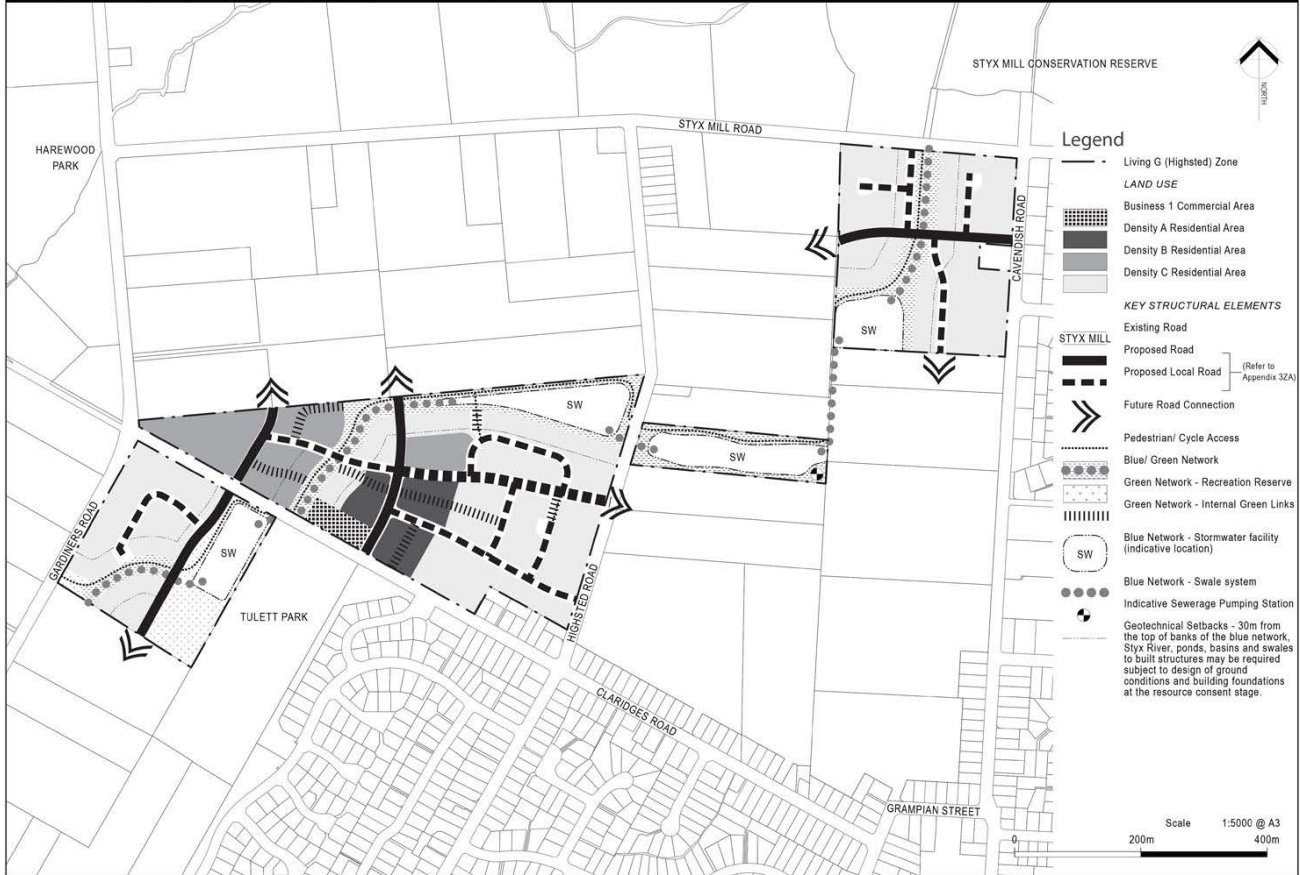 STYX MILL CONSERVATION RESERVE
NORTH
STYX MILL ROAD
HAREWOOD
PARK
CAVENDISH ROAD
SW
SW
SW
SW
GARDINERS ROAD
TULETT PARK
HIGHSTED ROAD
CLARIDGES ROAD
GRAMPIAN STREET
Legend
Living G (Highsted) Zone
LAND USE
Business 1 Commercial Area
Density A Residential Area
Density B Residential Area
Density C Residential Area
KEY STRUCTURAL ELEMENTS
STYX MILL
Existing Road
Proposed Road
Proposed Local Road
(Refer to
Appendix 3ZA)
Future Road Connection
Pedestrian/ Cycle Access
Blue/ Green Network
Green Network - Recreation Reserve
Green Network - Internal Green Links
SW
Blue Network - Stormwater facility
(indicative location)
Blue Network - Swale system
Indicative Sewerage Pumping Station
Geotechnical Setbacks - 30m from
the top of banks of the blue network,
Styx River, ponds, basins and swales
to built structures may be required
subject to design of ground
conditions and building foundations
at the resource consent stage.
Scale 1:5000 @ A3
0 200m 400m